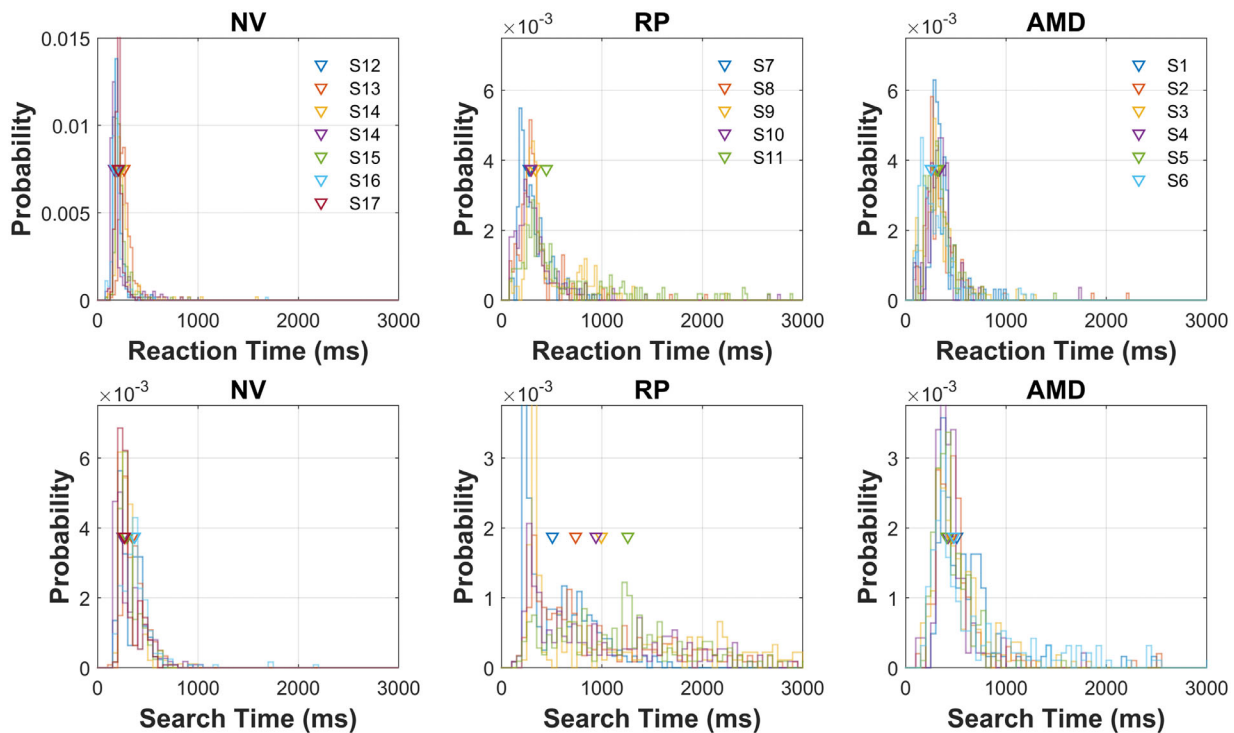 NV
0.015
0.01
0.005
0
Probability
S12
S13
S14
S14
S15
S16
S17
0 1000 2000 3000
Reaction Time (ms)
RP
×10⁻³
6
4
2
0
Probability
S7
S8
S9
S10
S11
0 1000 2000 3000
Reaction Time (ms)
AMD
×10⁻³
6
4
2
0
Probability
S1
S2
S3
S4
S5
S6
0 1000 2000 3000
Reaction Time (ms)
NV
×10⁻³
6
4
2
0
Probability
0 1000 2000 3000
Search Time (ms)
RP
×10⁻³
3
2
1
0
Probability
0 1000 2000 3000
Search Time (ms)
AMD
×10⁻³
3
2
1
0
Probability
0 1000 2000 3000
Search Time (ms)